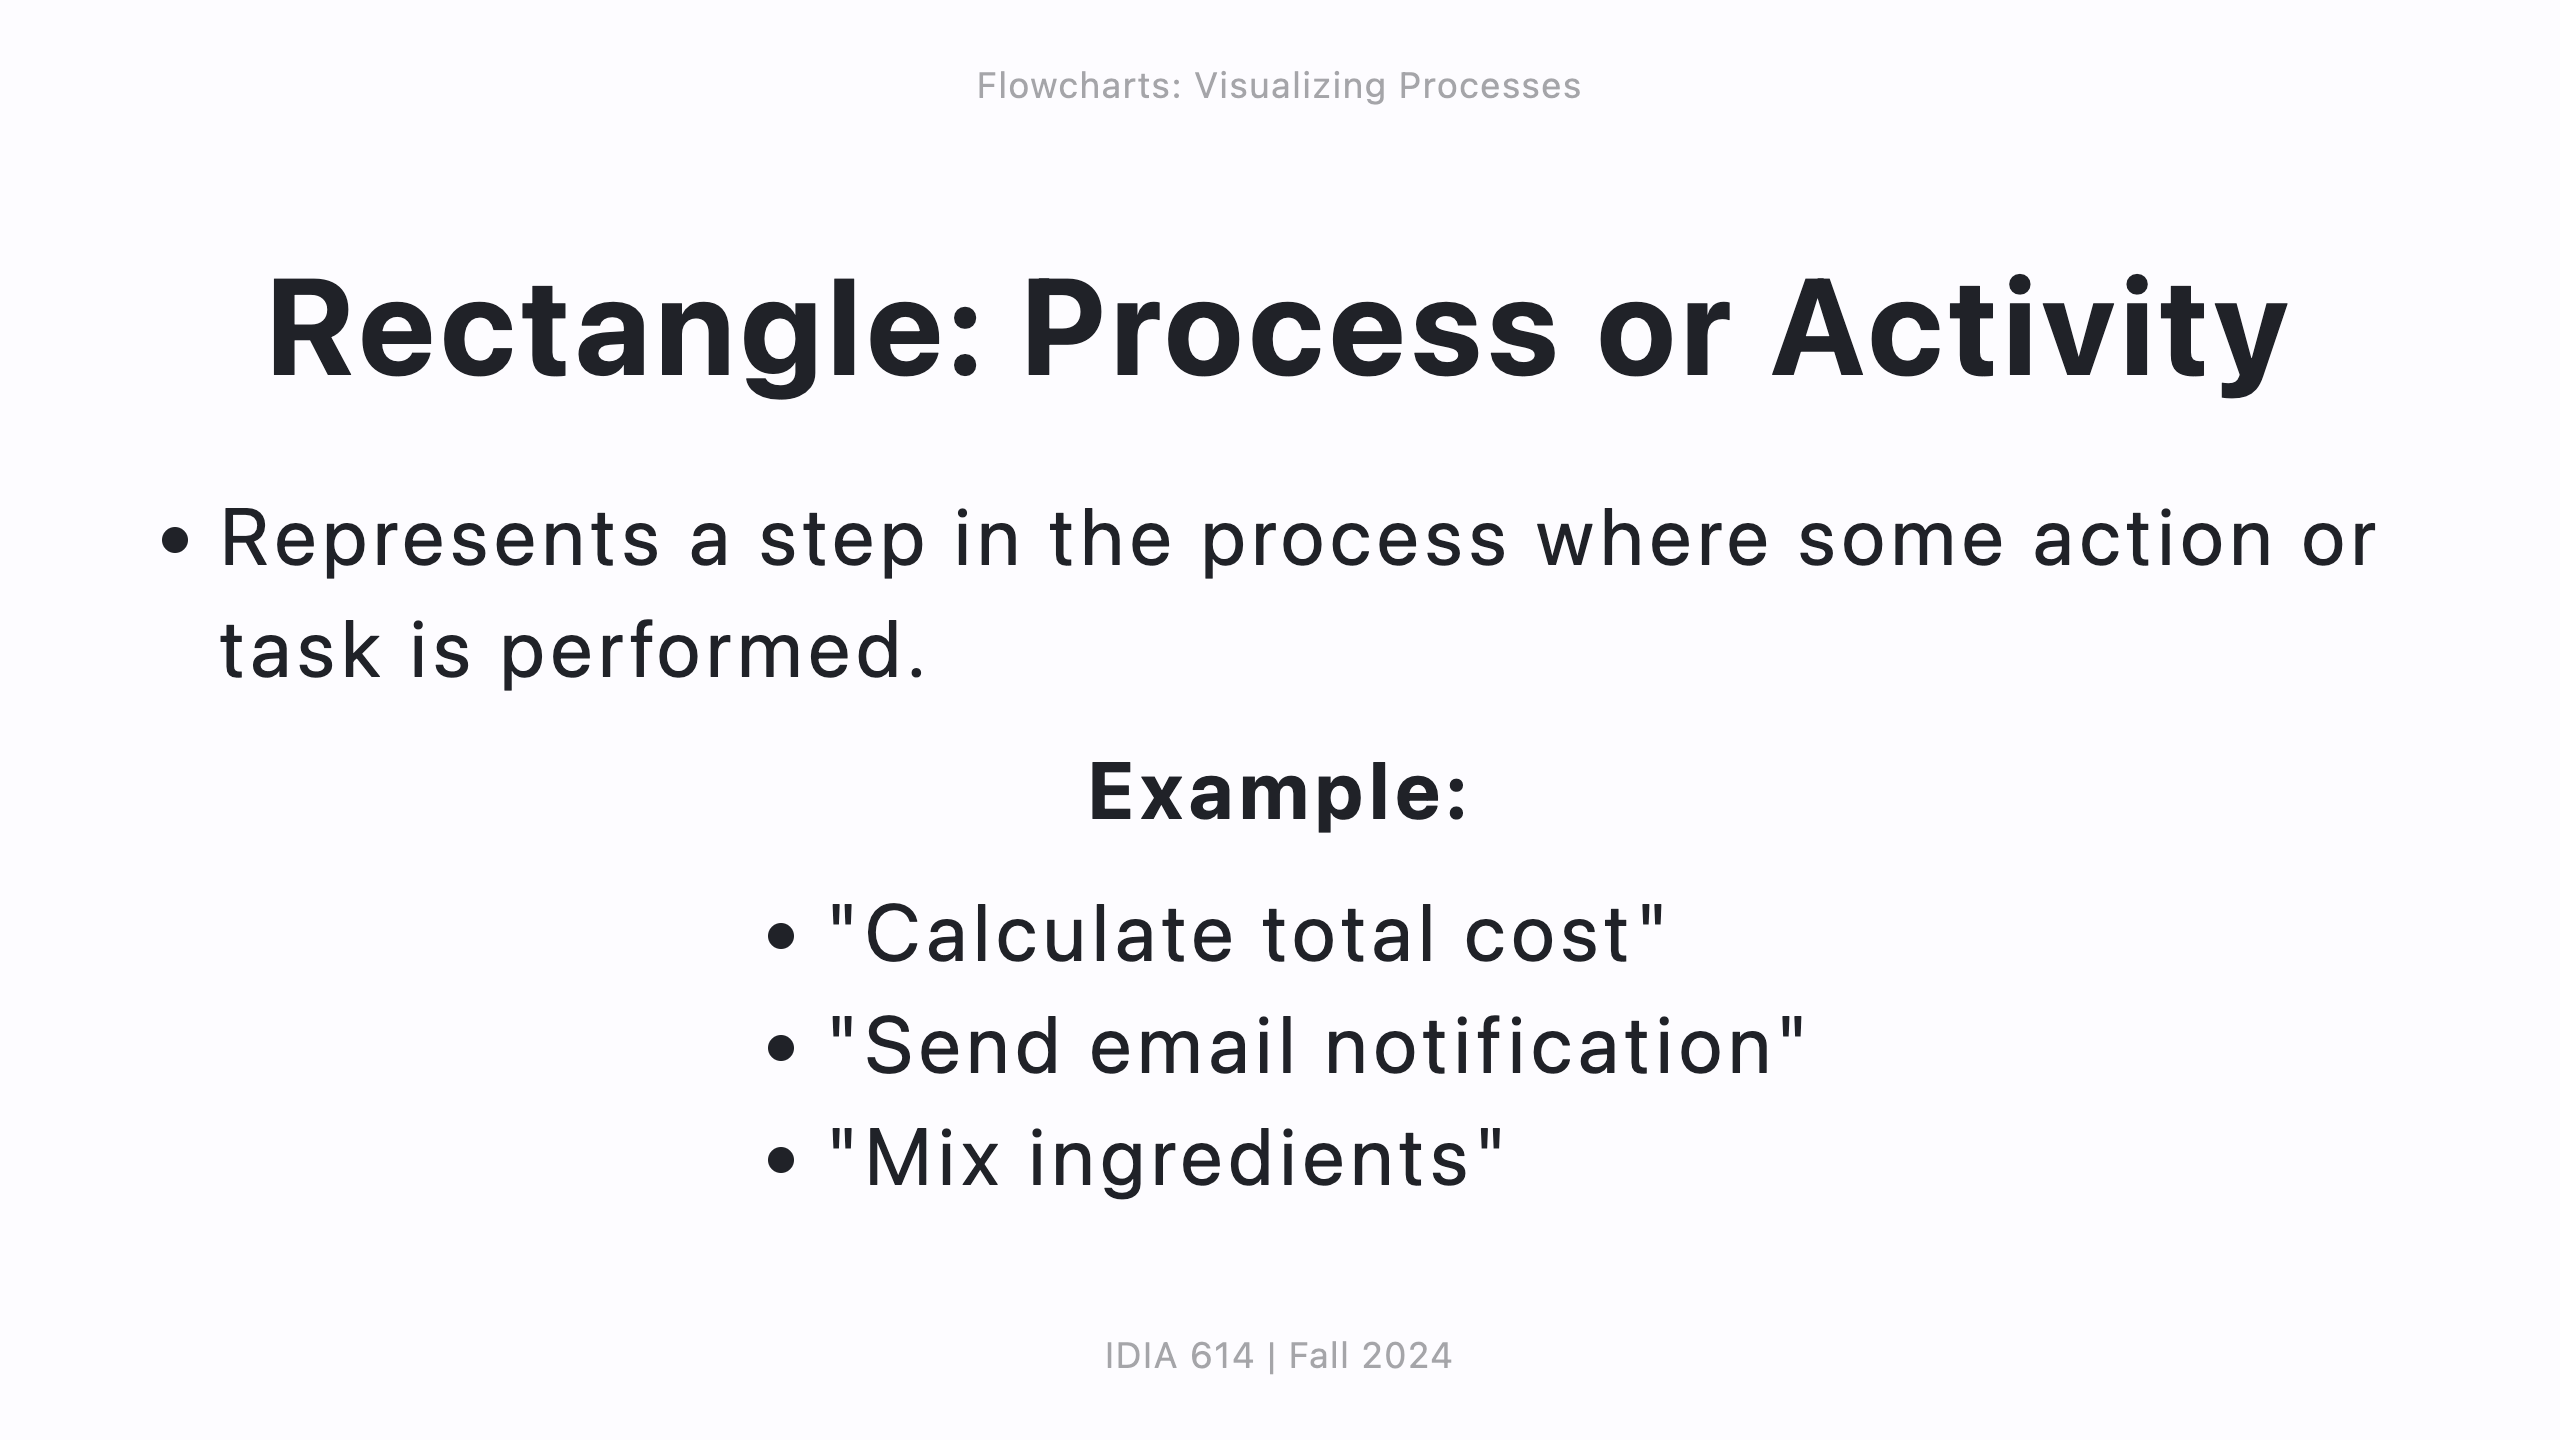 Flowcharts: Visualizing Processes
Rectangle: Process or Activity
• Represents a step in the process where some action or
task is performed.
Example:
• "Calculate total cost"
• "Send email notification"
• "Mix ingredients"
IDIA 614 | Fall 2024